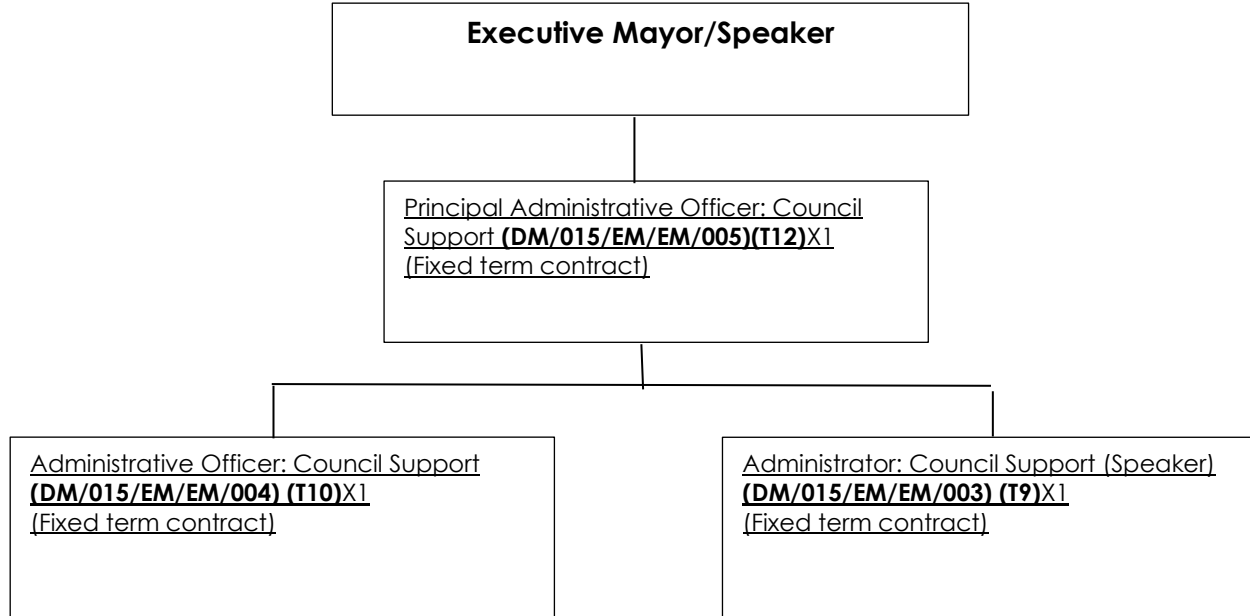 Executive Mayor/Speaker
Principal Administrative Officer: Council
Support (DM/015/EM/EM/005)(T12)X1
(Fixed term contract)
Administrative Officer: Council Support
(DM/015/EM/EM/004) (T10)X1
(Fixed term contract)
Administrator: Council Support (Speaker)
(DM/015/EM/EM/003) (T9)X1
(Fixed term contract)